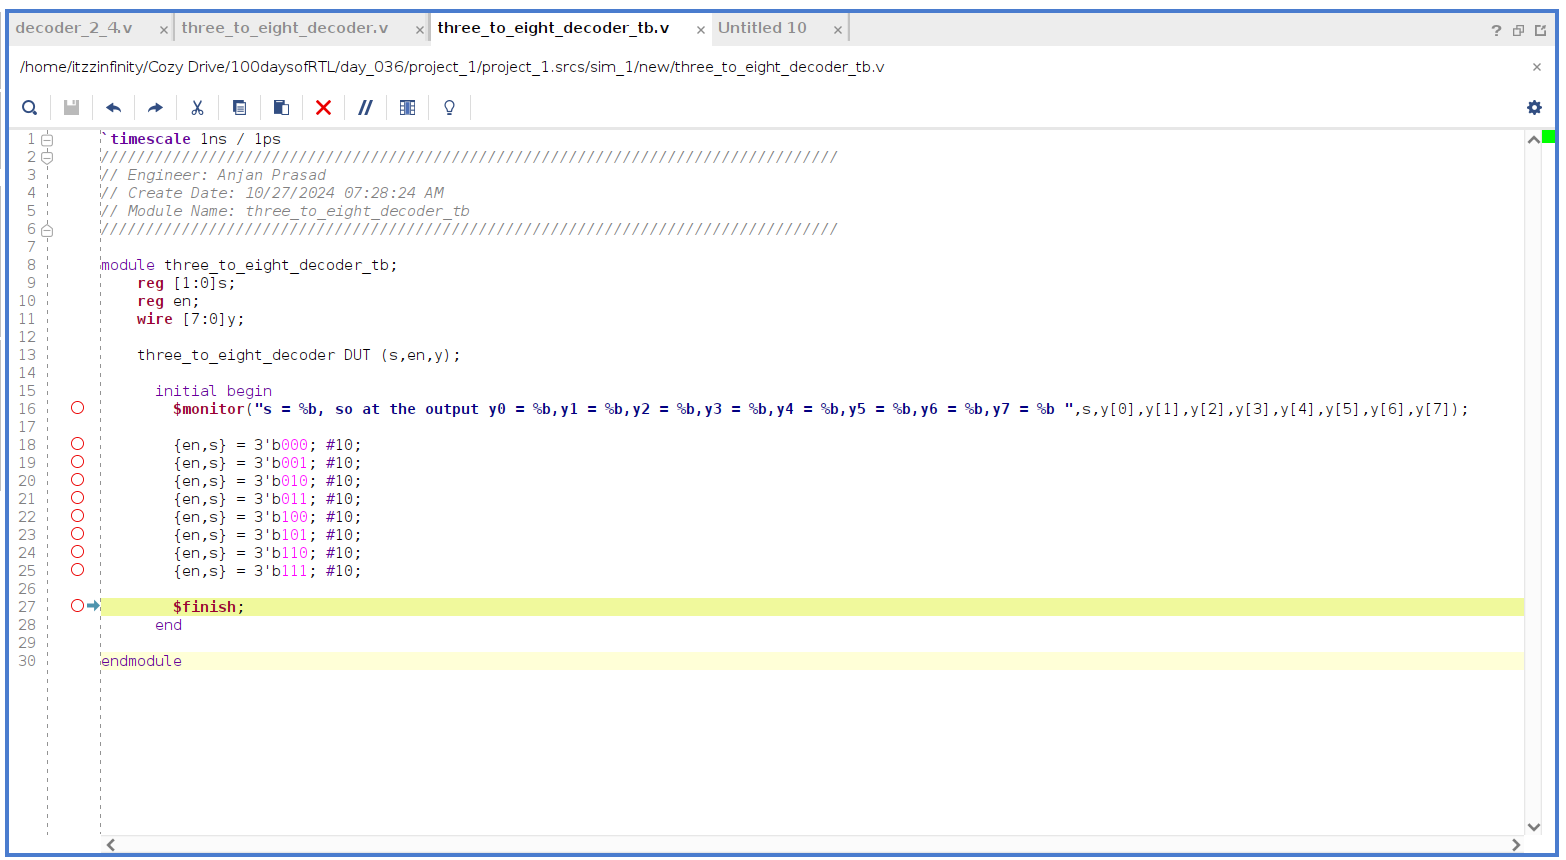 decoder_2_4.v × three_to_eight_decoder.v × three_to_eight_decoder_tb.v × Untitled 10 × ?
/home/itzzinfinity/Cozy Drive/100daysofRTL/day_036/project_1/project_1.srcs/sim_1/new/three_to_eight_decoder_tb.v ×
1 `timescale 1ns / 1ps
2 //////////////////////////////////////////////////////////////////////////////////
3 // Engineer: Anjan Prasad
4 // Create Date: 10/27/2024 07:28:24 AM
5 // Module Name: three_to_eight_decoder_tb
6 //////////////////////////////////////////////////////////////////////////////////
7
8 module three_to_eight_decoder_tb;
9     reg [1:0]s;
10     reg en;
11     wire [7:0]y;
12
13     three_to_eight_decoder DUT (s,en,y);
14
15       initial begin
16         $monitor("s = %b, so at the output y0 = %b,y1 = %b,y2 = %b,y3 = %b,y4 = %b,y5 = %b,y6 = %b,y7 = %b ",s,y[0],y[1],y[2],y[3],y[4],y[5],y[6],y[7]);
17
18         {en,s} = 3'b000; #10;
19         {en,s} = 3'b001; #10;
20         {en,s} = 3'b010; #10;
21         {en,s} = 3'b011; #10;
22         {en,s} = 3'b100; #10;
23         {en,s} = 3'b101; #10;
24         {en,s} = 3'b110; #10;
25         {en,s} = 3'b111; #10;
26
27         $finish;
28       end
29
30 endmodule